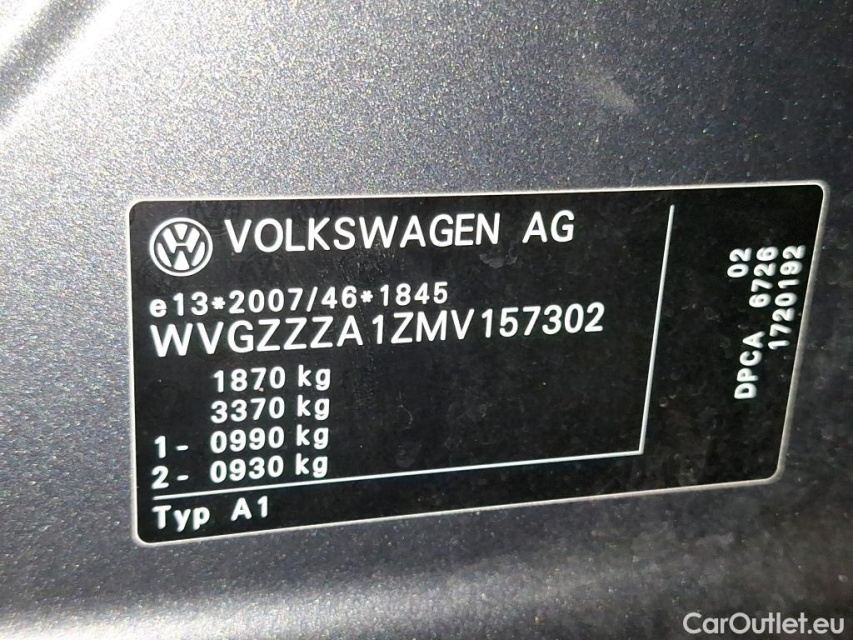 VOLKSWAGEN AG
e13*2007/46*1845
WVGZZZA1ZMV157302
1870 kg
3370 kg
1- 0990 kg
2- 0930 kg
Typ A1
DPCA 02
6726
1720192
CarOutlet.eu